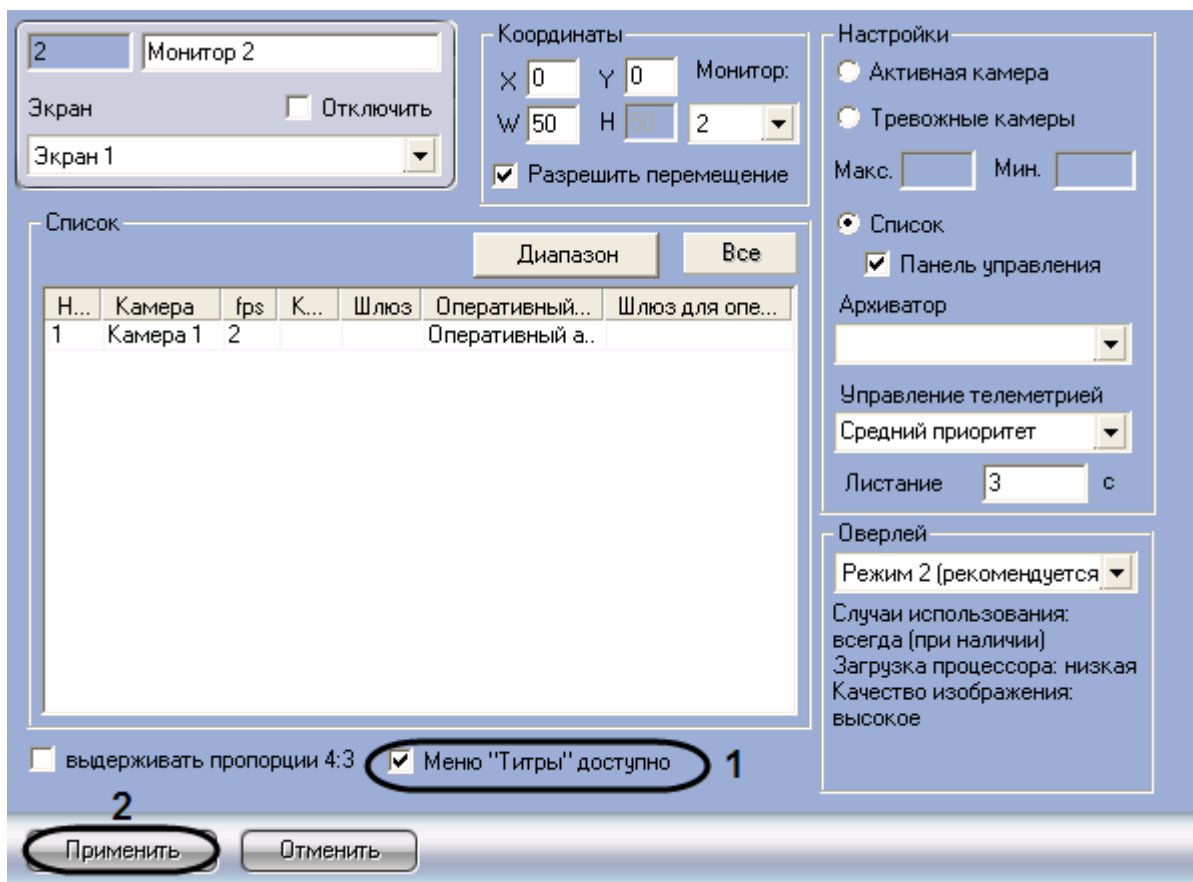 2 Монитор 2
Экран Отключить
Экран 1
Координаты
X 0 Y 0 Монитор:
W 50 H 50 2
Разрешить перемещение
Настройки
Активная камера
Тревожные камеры
Макс. Мин.
Список
Панель управления
Архиватор
Управление телеметрией
Средний приоритет
Листание 3 с
Список
Диапазон Все
Н... Камера fps К... Шлюз Оперативный... Шлюз для опе...
1 Камера 1 2 Оперативный а..
Оверлей
Режим 2 (рекомендуется
Случаи использования:
всегда (при наличии)
Загрузка процессора: низкая
Качество изображения:
высокое
выдерживать пропорции 4:3 Меню "Титры" доступно 1
2
Применить Отменить